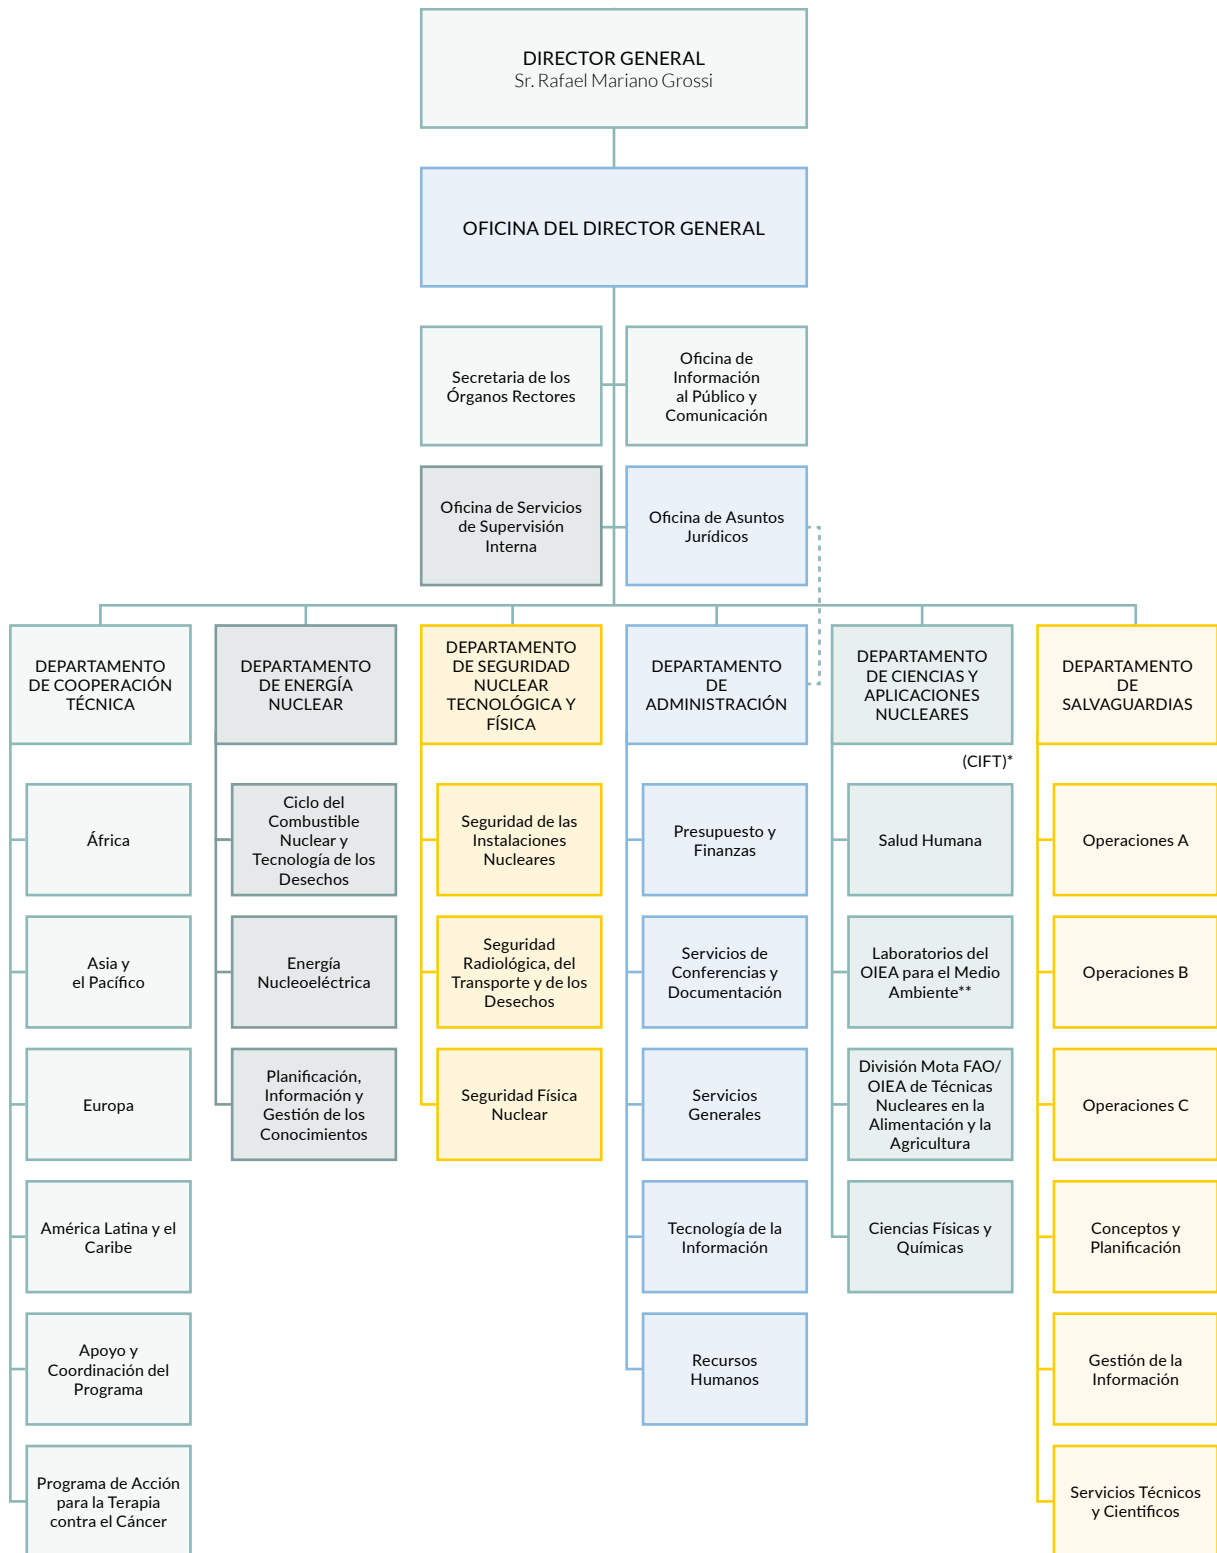 DIRECTOR GENERAL
Sr. Rafael Mariano Grossi
OFICINA DEL DIRECTOR GENERAL
Secretaria de los
Órganos Rectores
Oficina de
Información
al Público y
Comunicación
Oficina de Servicios
de Supervisión
Interna
Oficina de Asuntos
Jurídicos
DEPARTAMENTO
DE COOPERACIÓN
TÉCNICA
DEPARTAMENTO
DE ENERGÍA
NUCLEAR
DEPARTAMENTO
DE SEGURIDAD
NUCLEAR
TECNOLÓGICA Y
FÍSICA
DEPARTAMENTO
DE
ADMINISTRACIÓN
DEPARTAMENTO
DE CIENCIAS Y
APLICACIONES
NUCLEARES
DEPARTAMENTO
DE
SALVAGUARDIAS
(CIFT)*
África
Asia y
el Pacífico
Europa
América Latina y el
Caribe
Apoyo y
Coordinación del
Programa
Programa de Acción
para la Terapia
contra el Cáncer
Ciclo del
Combustible
Nuclear y
Tecnología de los
Desechos
Energía
Nucleoeléctrica
Planificación,
Información y
Gestión de los
Conocimientos
Seguridad de las
Instalaciones
Nucleares
Seguridad
Radiológica, del
Transporte y de los
Desechos
Seguridad Física
Nuclear
Presupuesto y
Finanzas
Servicios de
Conferencias y
Documentación
Servicios
Generales
Tecnología de la
Información
Recursos
Humanos
Salud Humana
Laboratorios del
OIEA para el Medio
Ambiente**
División Mota FAO/
OIEA de Técnicas
Nucleares en la
Alimentación y la
Agricultura
Ciencias Físicas y
Químicas
Operaciones A
Operaciones B
Operaciones C
Conceptos y
Planificación
Gestión de la
Información
Servicios Técnicos
y Cientificos